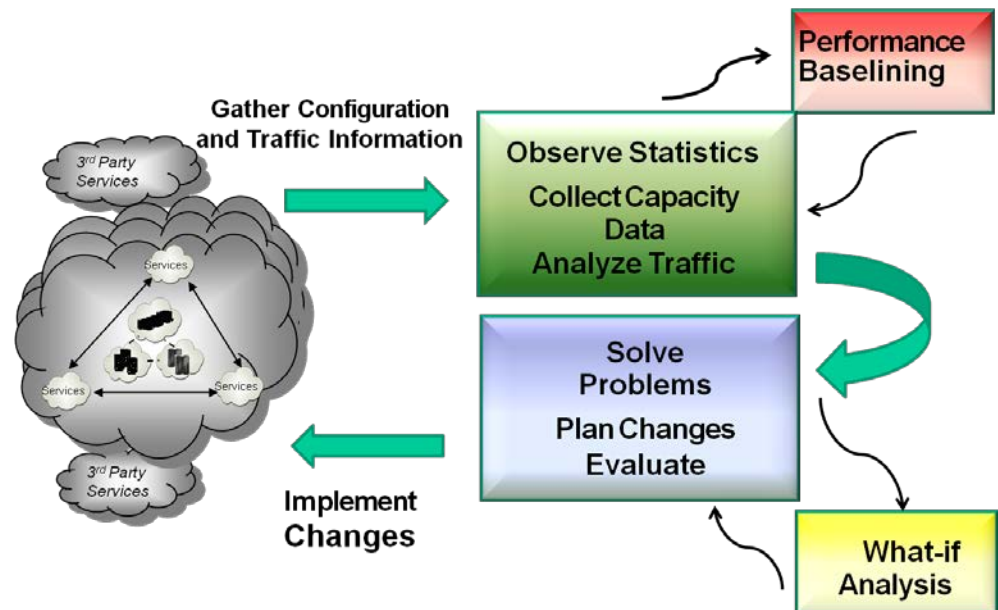 Performance
Baselining
Gather Configuration
and Traffic Information
3rd Party
Services
Observe Statistics
Collect Capacity
Data
Analyze Traffic
Services
Services
Services
Solve
Problems
Plan Changes
Evaluate
3rd Party
Services
Implement
Changes
What-if
Analysis